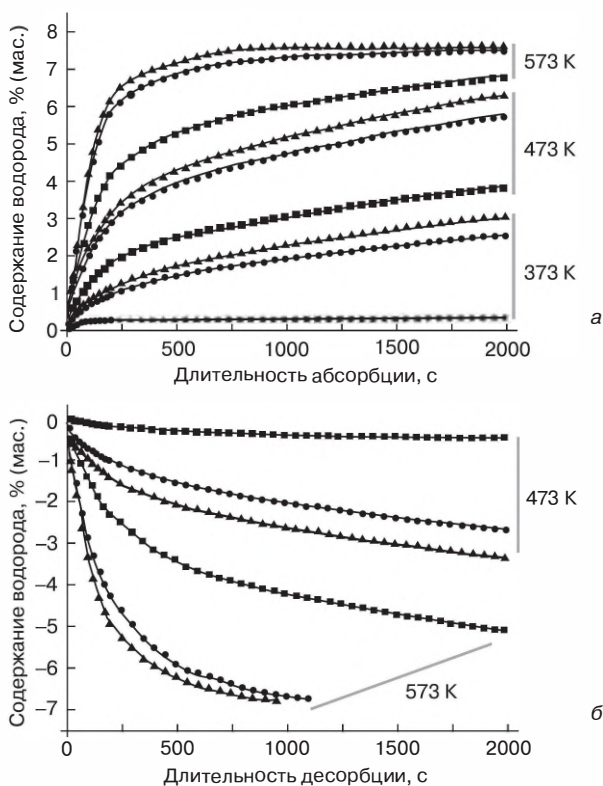 Содержание водорода, % (мас.)
8
7
6
5
4
3
2
1
0
573 K
473 K
373 K
0 500 1000 1500 2000
Длительность абсорбции, с
а
Содержание водорода, % (мас.)
0
−1
−2
−3
−4
−5
−6
−7
473 K
573 K
0 500 1000 1500 2000
Длительность десорбции, с
б